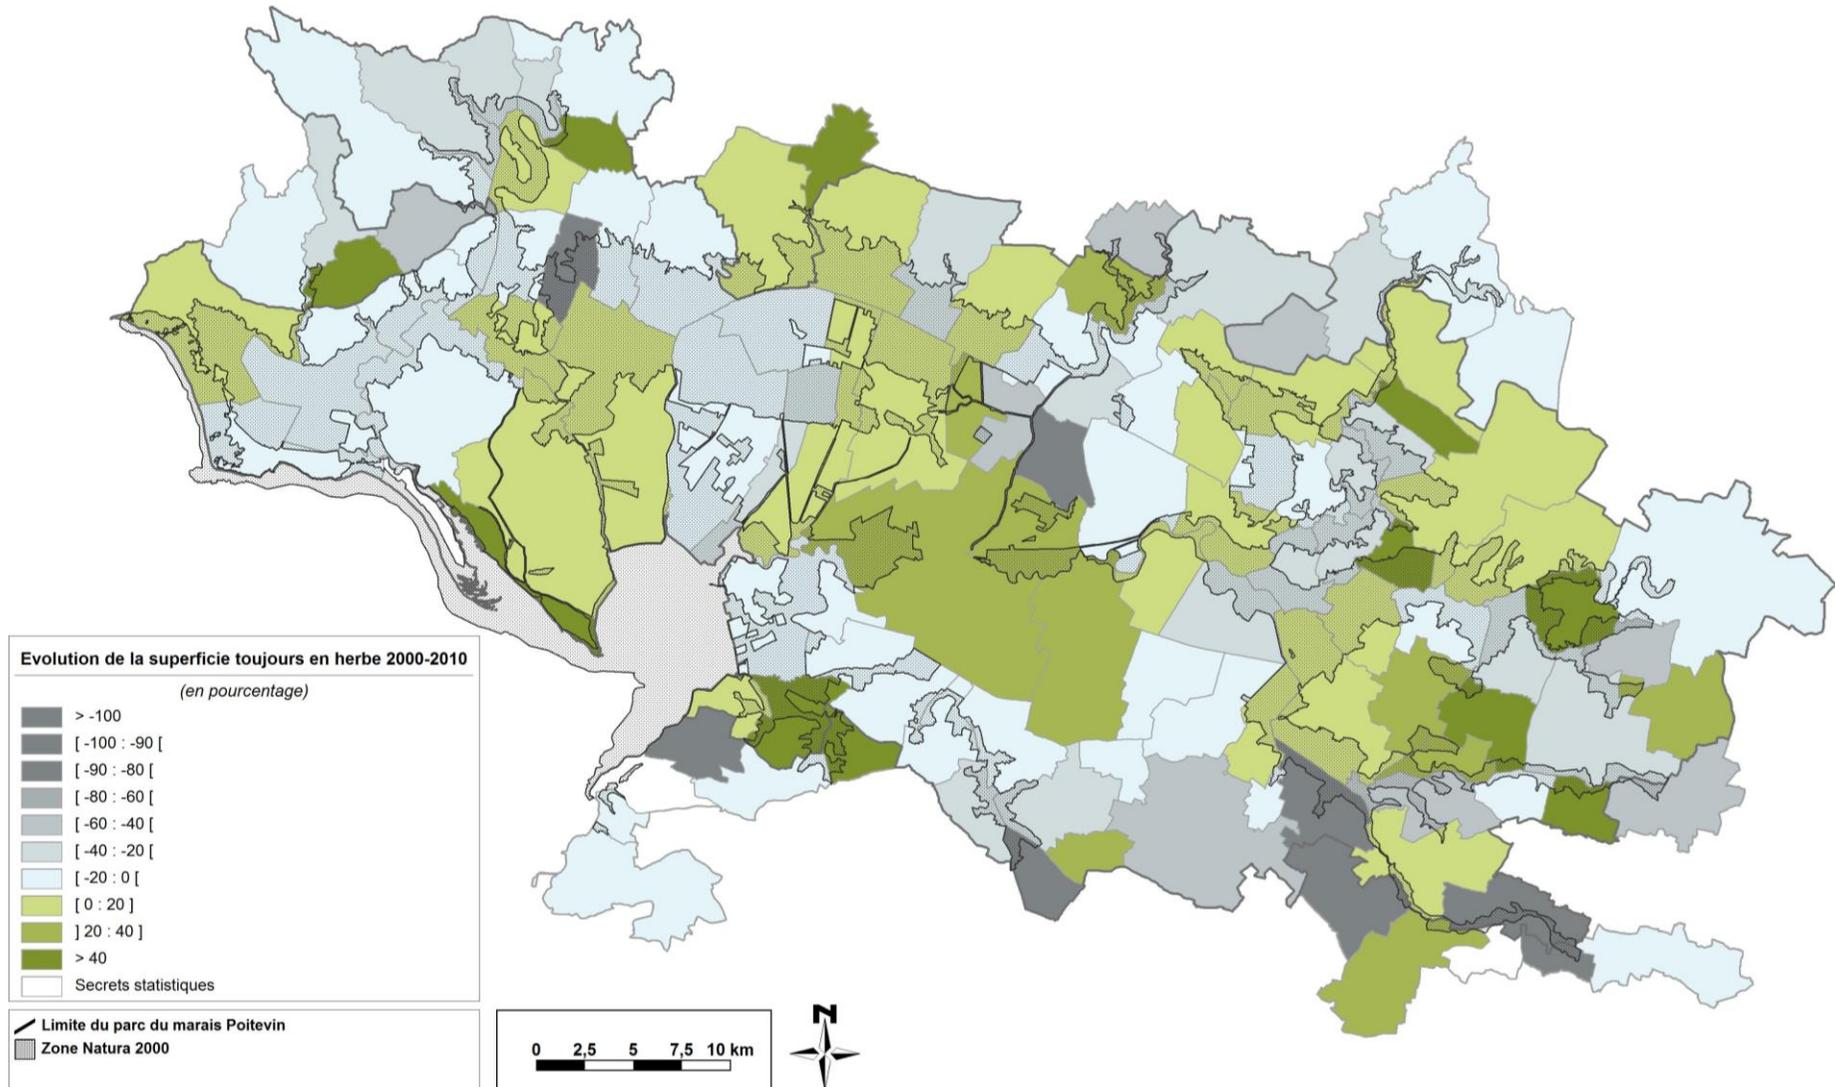 Evolution de la superficie toujours en herbe 2000-2010
(en pourcentage)
> -100
[ -100 : -90 [
[ -90 : -80 [
[ -80 : -60 [
[ -60 : -40 [
[ -40 : -20 [
[ -20 : 0 [
[ 0 : 20 ]
] 20 : 40 ]
> 40
Secrets statistiques
Limite du parc du marais Poitevin
Zone Natura 2000
0 2,5 5 7,5 10 km
N